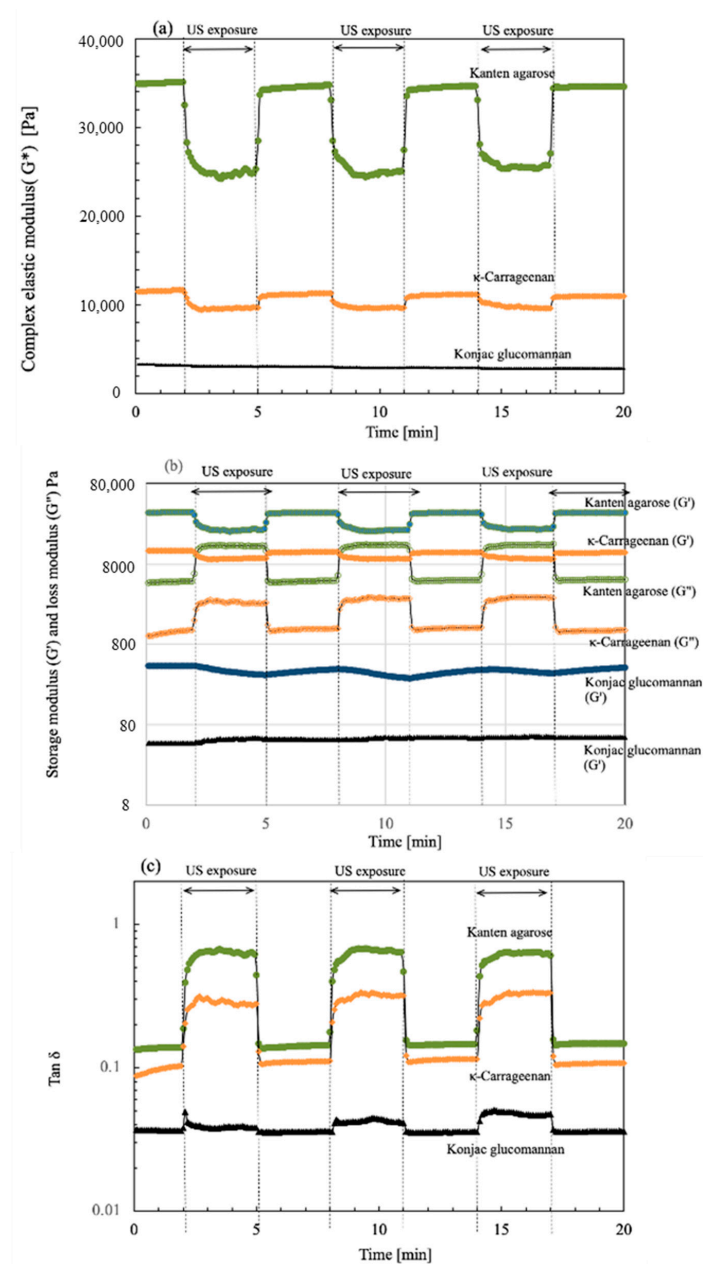 (a)
US exposure US exposure US exposure
40,000
Kanten agarose
30,000
20,000
κ-Carrageenan
10,000
Konjac glucomannan
0
0 5 10 15 20
Time [min]
Complex elastic modulus( G*) [Pa]
(b)
US exposure US exposure US exposure
80,000
Kanten agarose (G')
κ-Carrageenan (G')
8000
Kanten agarose (G'')
800
κ-Carrageenan (G'')
Konjac glucomannan
(G')
80
Konjac glucomannan
(G')
8
0 5 10 15 20
Time [min]
Storage modulus (G') and loss modulus (G'') Pa
(c)
US exposure US exposure US exposure
1
Kanten agarose
0.1
κ-Carrageenan
Konjac glucomannan
0.01
0 5 10 15 20
Time [min]
Tan δ